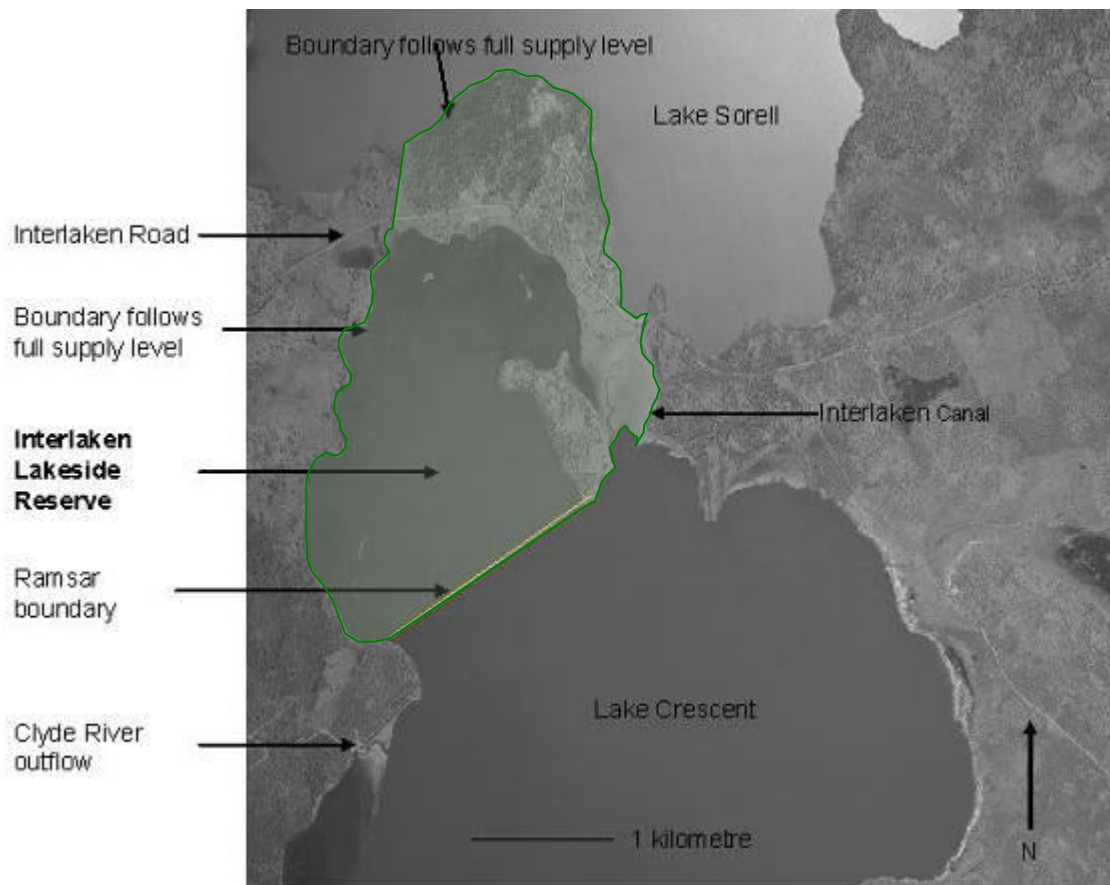 Boundary follows full supply level
Lake Sorell
Interlaken Road
Boundary follows
full supply level
Interlaken Canal
Interlaken
Lakeside
Reserve
Ramsar
boundary
Lake Crescent
Clyde River
outflow
1 kilometre
N